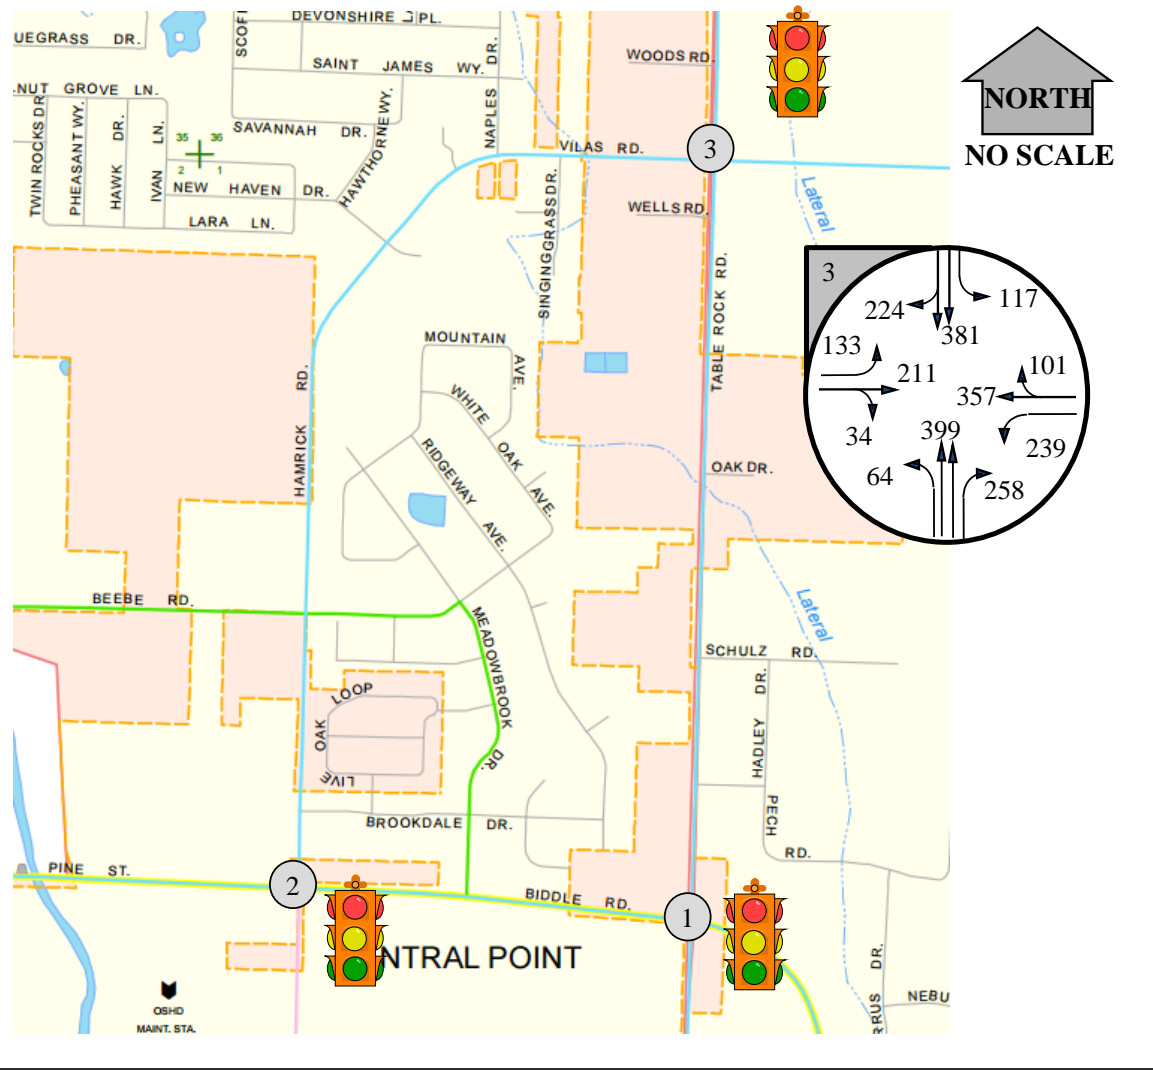 DEVONSHIRE PL.
UEGRASS DR.
SCOFI
SAINT JAMES WY.
DR.
NAPLES
WOODS RD.
NORTH
NO SCALE
NUT GROVE LN.
TWIN ROCKS DR.
PHEASANT WY.
HAWK DR.
IVAN LN.
35 36
2 1
SAVANNAH DR.
HAWTHORNE WY.
NEW HAVEN DR.
LARA LN.
VILAS RD.
3
SINGINGRASS DR.
WELLS RD.
Lateral
TABLE ROCK RD.
3
224
381
117
133
211
34
101
357
239
399
64
258
MOUNTAIN
AVE.
WHITE OAK AVE.
RIDGEWAY AVE.
HAMRICK RD.
OAK DR.
BEEBE RD.
MEADOWBROOK DR.
Lateral
SCHULZ RD.
HADLEY DR.
PECH
RD.
LIVE OAK LOOP
BROOKDALE DR.
PINE ST.
2
BIDDLE RD.
1
NTRAL POINT
OSHD
MAINT. STA.
RRUS DR.
NEBU